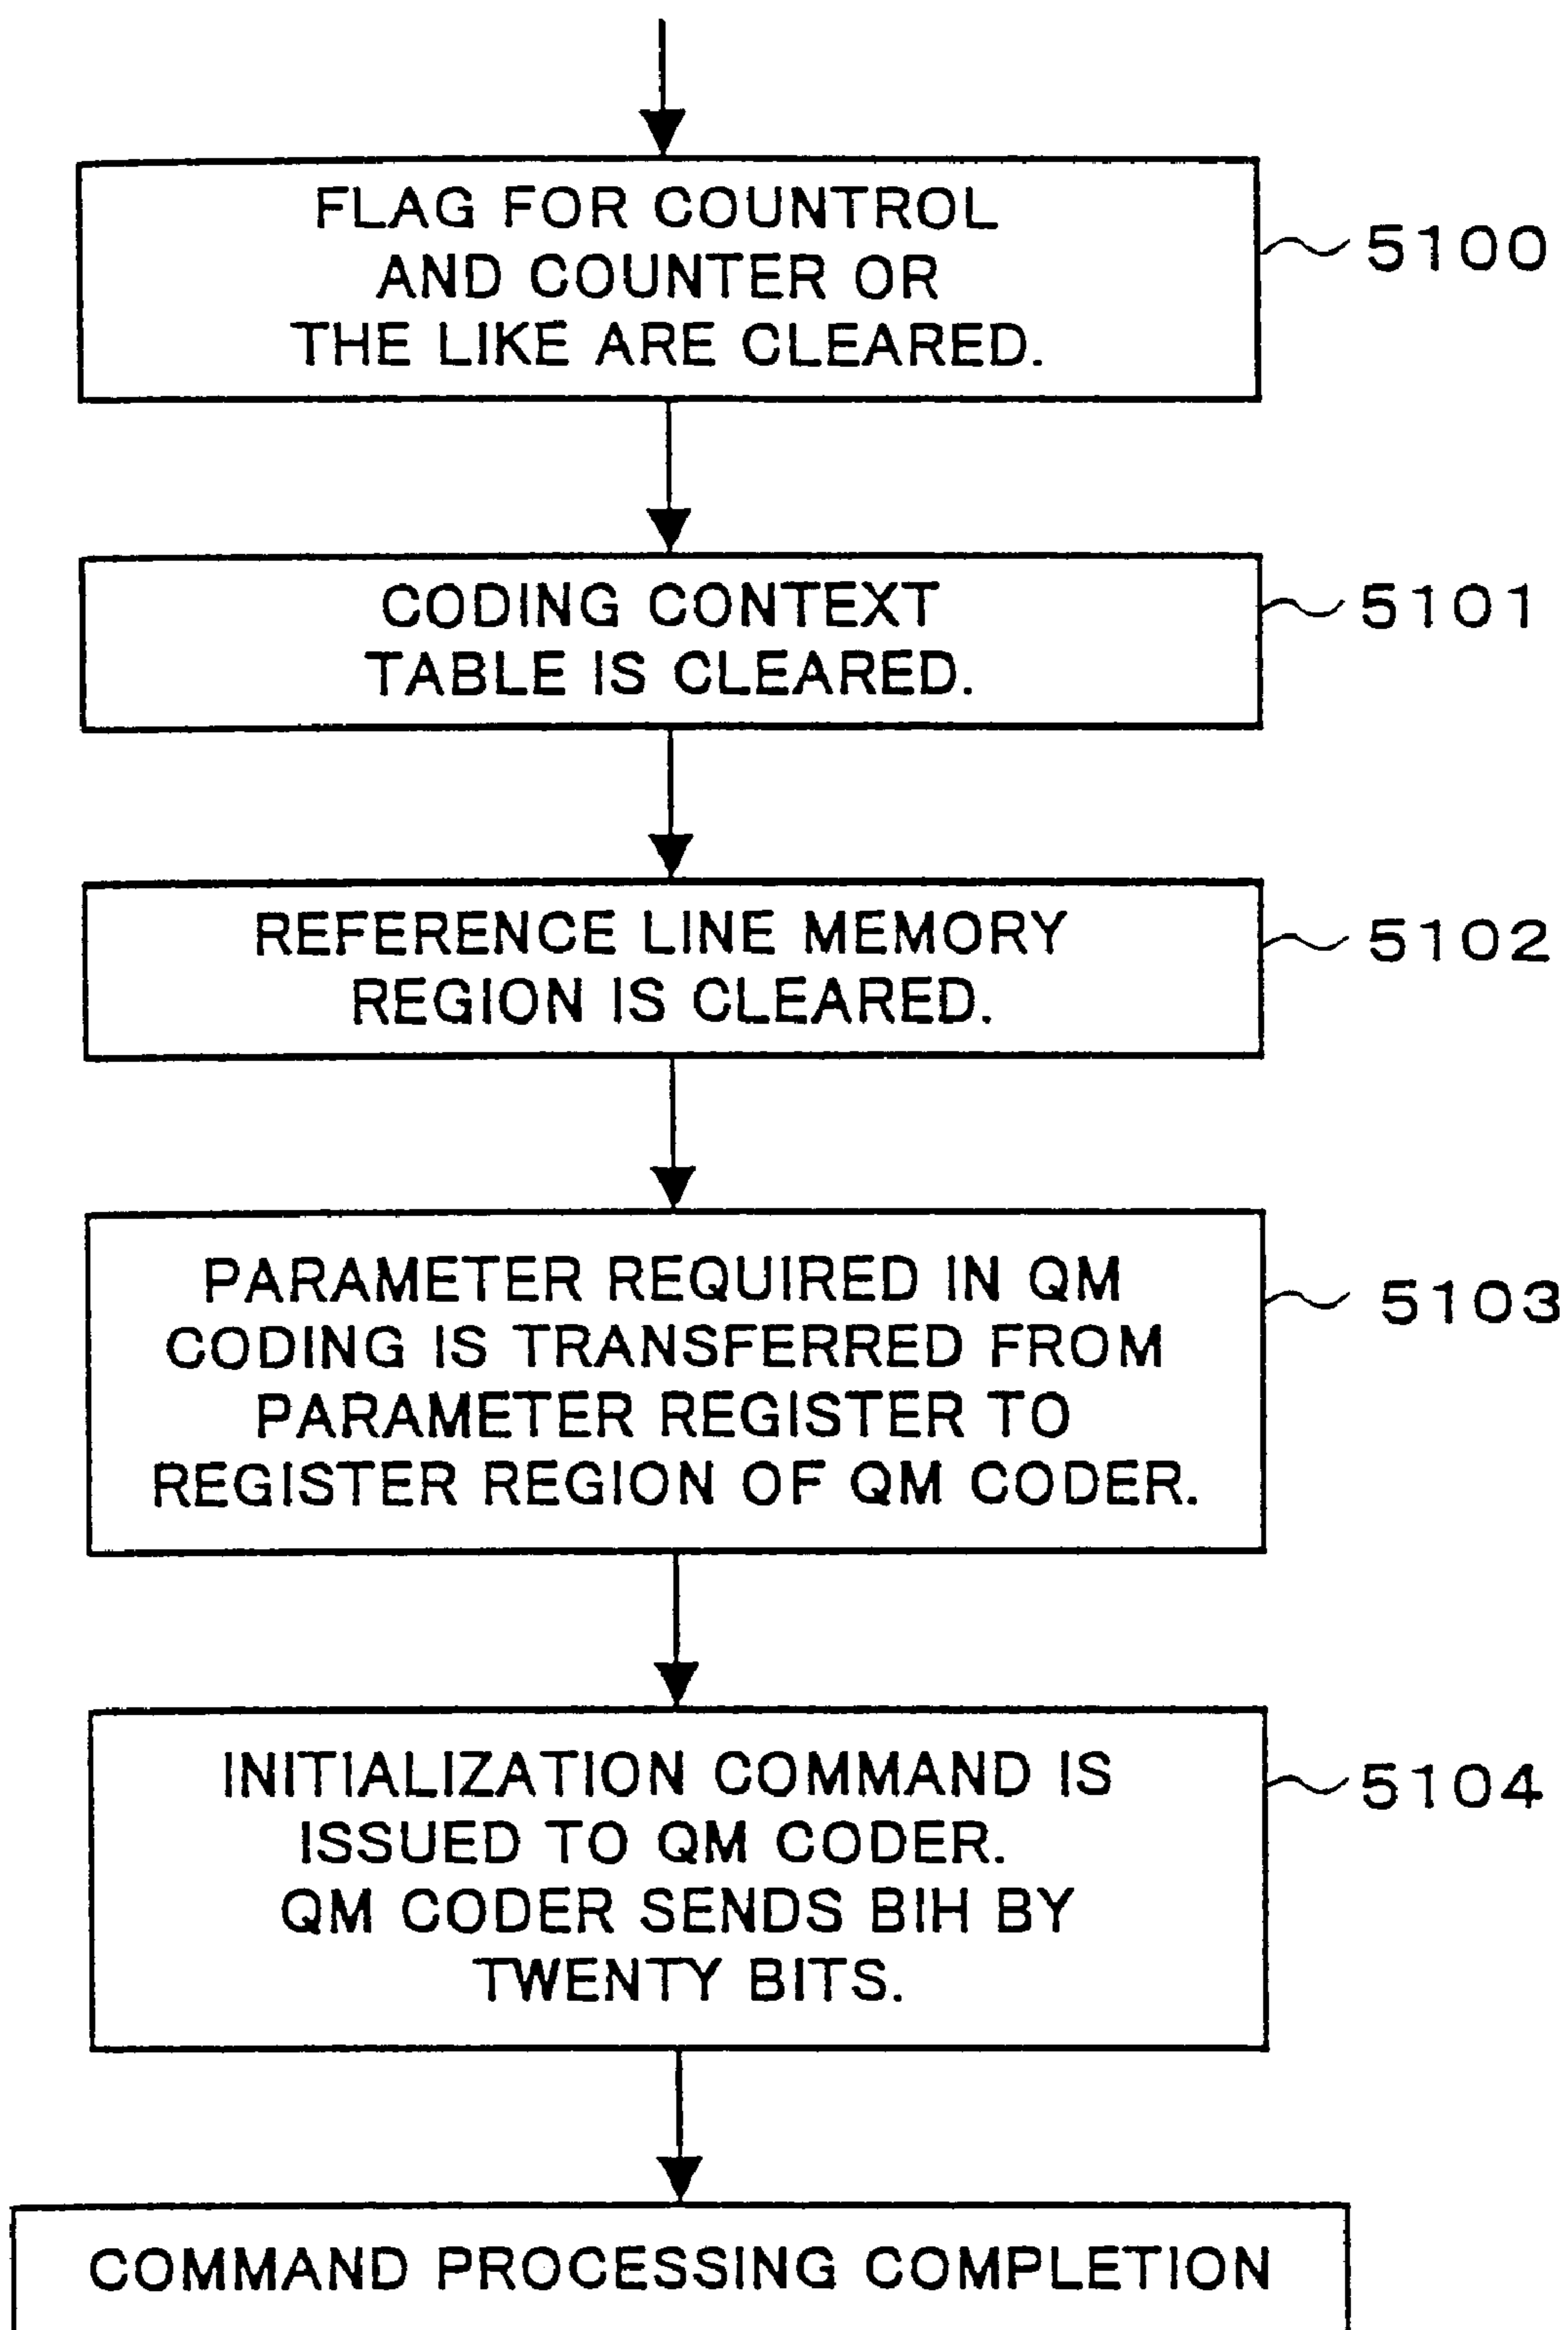 FLAG FOR COUNTROL
AND COUNTER OR
THE LIKE ARE CLEARED.
5100
CODING CONTEXT
TABLE IS CLEARED.
5101
REFERENCE LINE MEMORY
REGION IS CLEARED.
5102
PARAMETER REQUIRED IN QM
CODING IS TRANSFERRED FROM
PARAMETER REGISTER TO
REGISTER REGION OF QM CODER.
5103
INITIALIZATION COMMAND IS
ISSUED TO QM CODER.
QM CODER SENDS BIH BY
TWENTY BITS.
5104
COMMAND PROCESSING COMPLETION